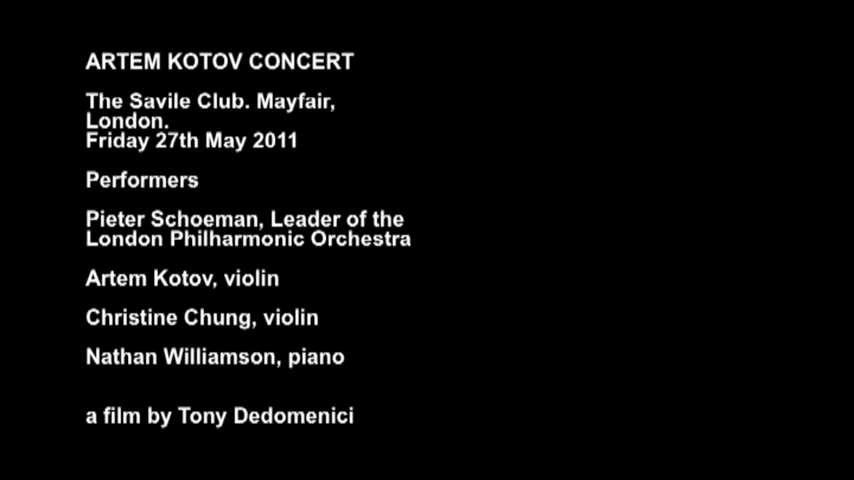 ARTEM KOTOV CONCERT
The Savile Club. Mayfair,
London.
Friday 27th May 2011
Performers
Pieter Schoeman, Leader of the
London Philharmonic Orchestra
Artem Kotov, violin
Christine Chung, violin
Nathan Williamson, piano
a film by Tony Dedomenici